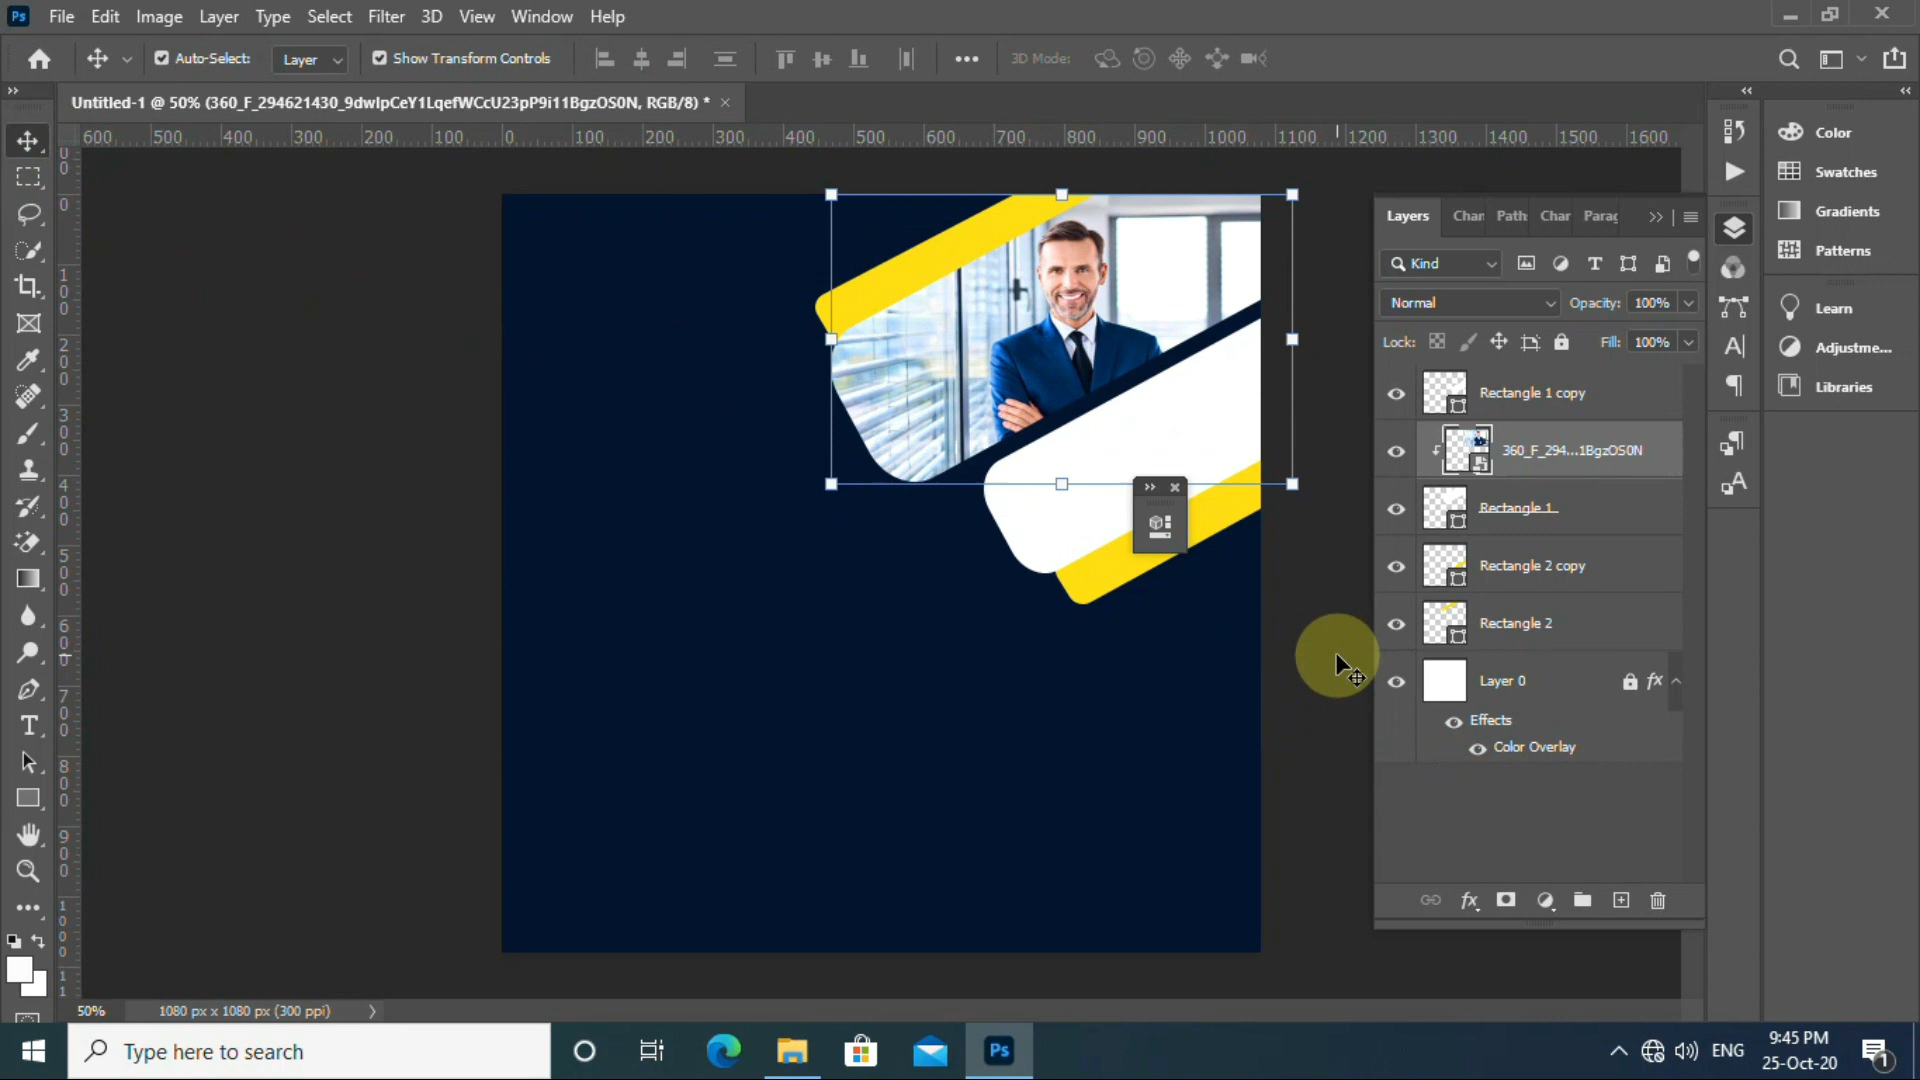 Ps File Edit Image Layer Type Select Filter 3D View Window Help
Auto-Select: Layer Show Transform Controls 3D Mode:
Untitled-1 @ 50% (360_F_294621430_9dwIpCeY1LqefWCcU23pP9i11BgzOS0N, RGB/8) *
600 500 400 300 200 100 0 100 200 300 400 500 600 700 800 900 1000 1100 1200 1300 1400 1500 1600
Color
Swatches
Gradients
Patterns
Learn
Adjustme...
Libraries
Layers Chan Path Char Parag
Kind
Normal Opacity: 100%
Lock: Fill: 100%
Rectangle 1 copy
360_F_294...1BgzOS0N
Rectangle 1
Rectangle 2 copy
Rectangle 2
Layer 0 fx
Effects
Color Overlay
50% 1080 px x 1080 px (300 ppi)
Type here to search
Ps
ENG
9:45 PM
25-Oct-20
1